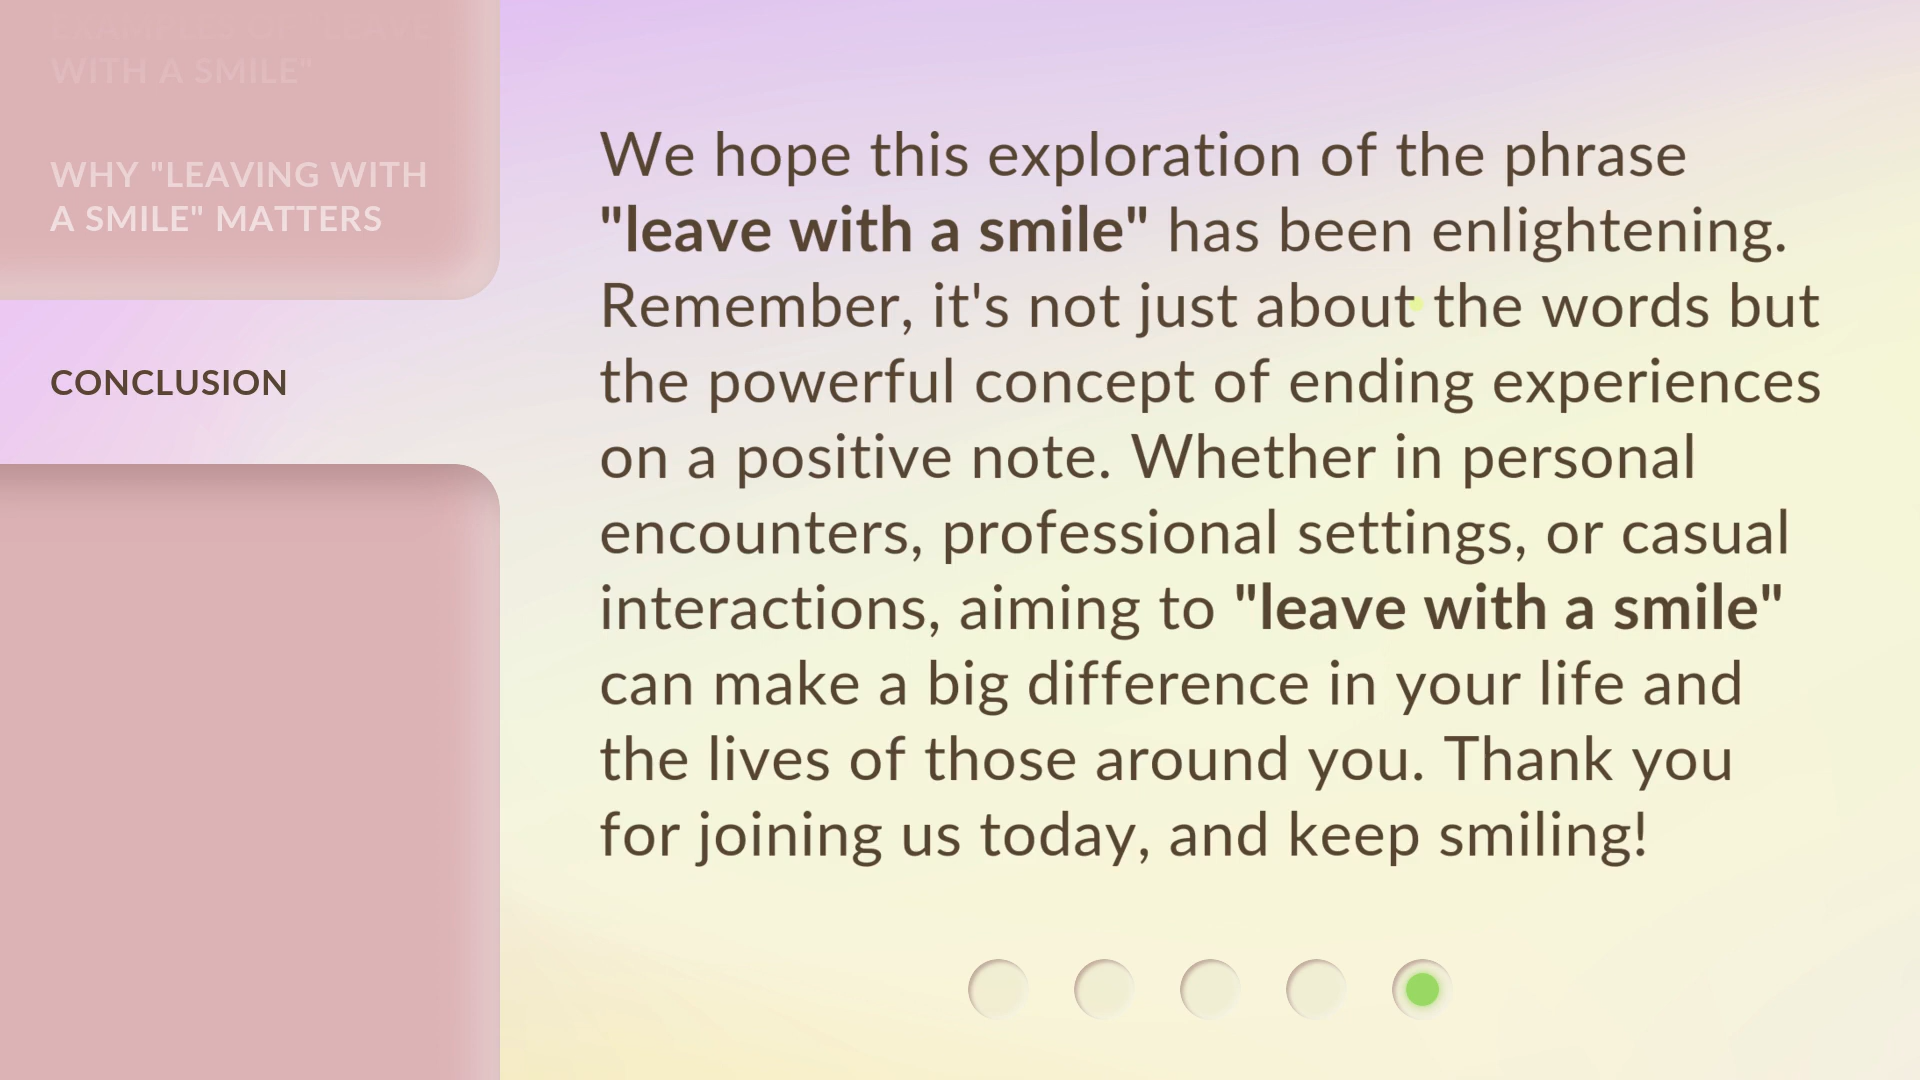 EXAMPLES OF "LEAVE
WITH A SMILE"
WHY "LEAVING WITH
A SMILE" MATTERS
CONCLUSION
We hope this exploration of the phrase
"leave with a smile" has been enlightening.
Remember, it's not just about the words but
the powerful concept of ending experiences
on a positive note. Whether in personal
encounters, professional settings, or casual
interactions, aiming to "leave with a smile"
can make a big difference in your life and
the lives of those around you. Thank you
for joining us today, and keep smiling!